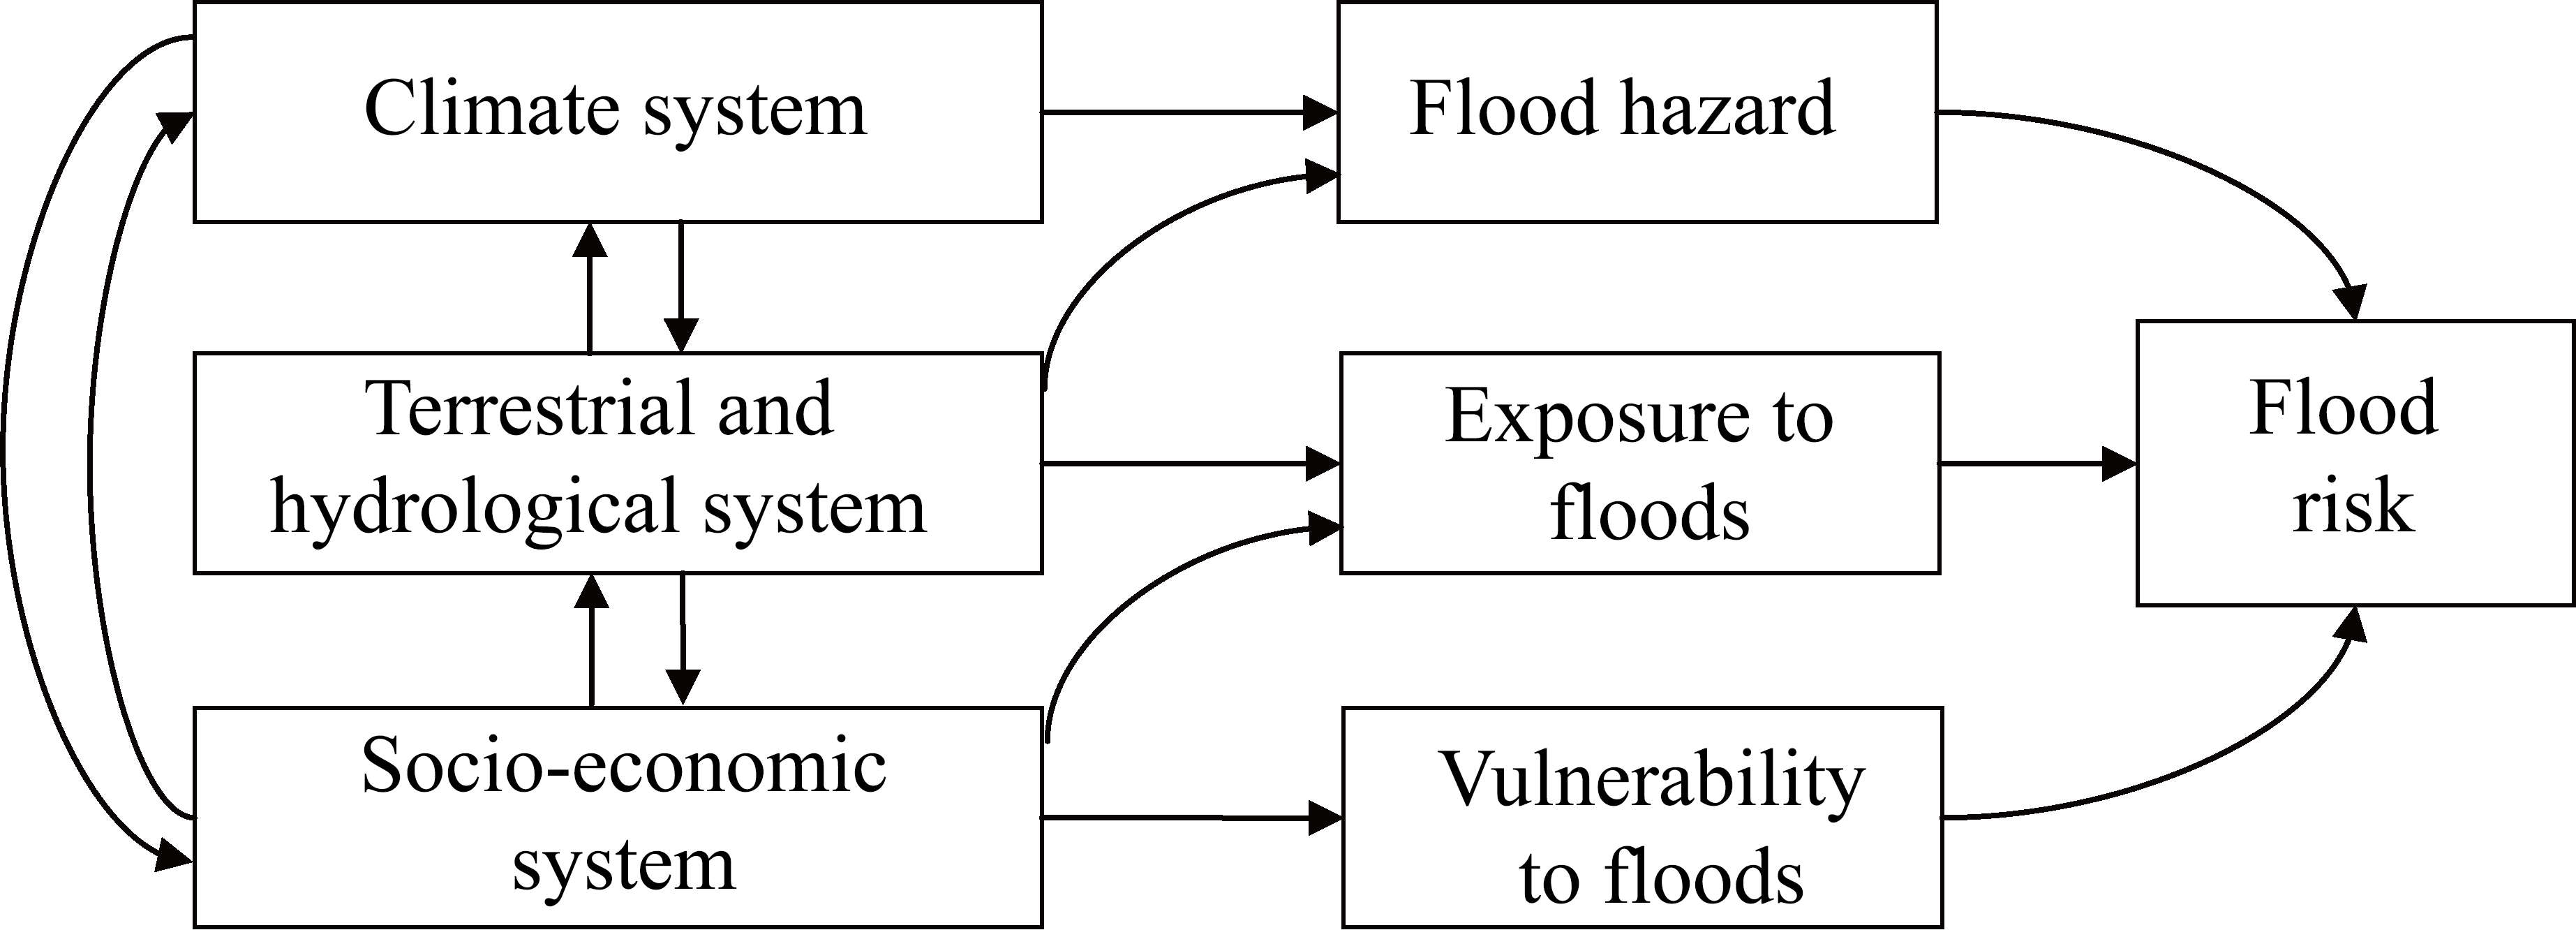 Climate system
Flood hazard
Terrestrial and
hydrological system
Exposure to
floods
Flood
risk
Socio-economic
system
Vulnerability
to floods